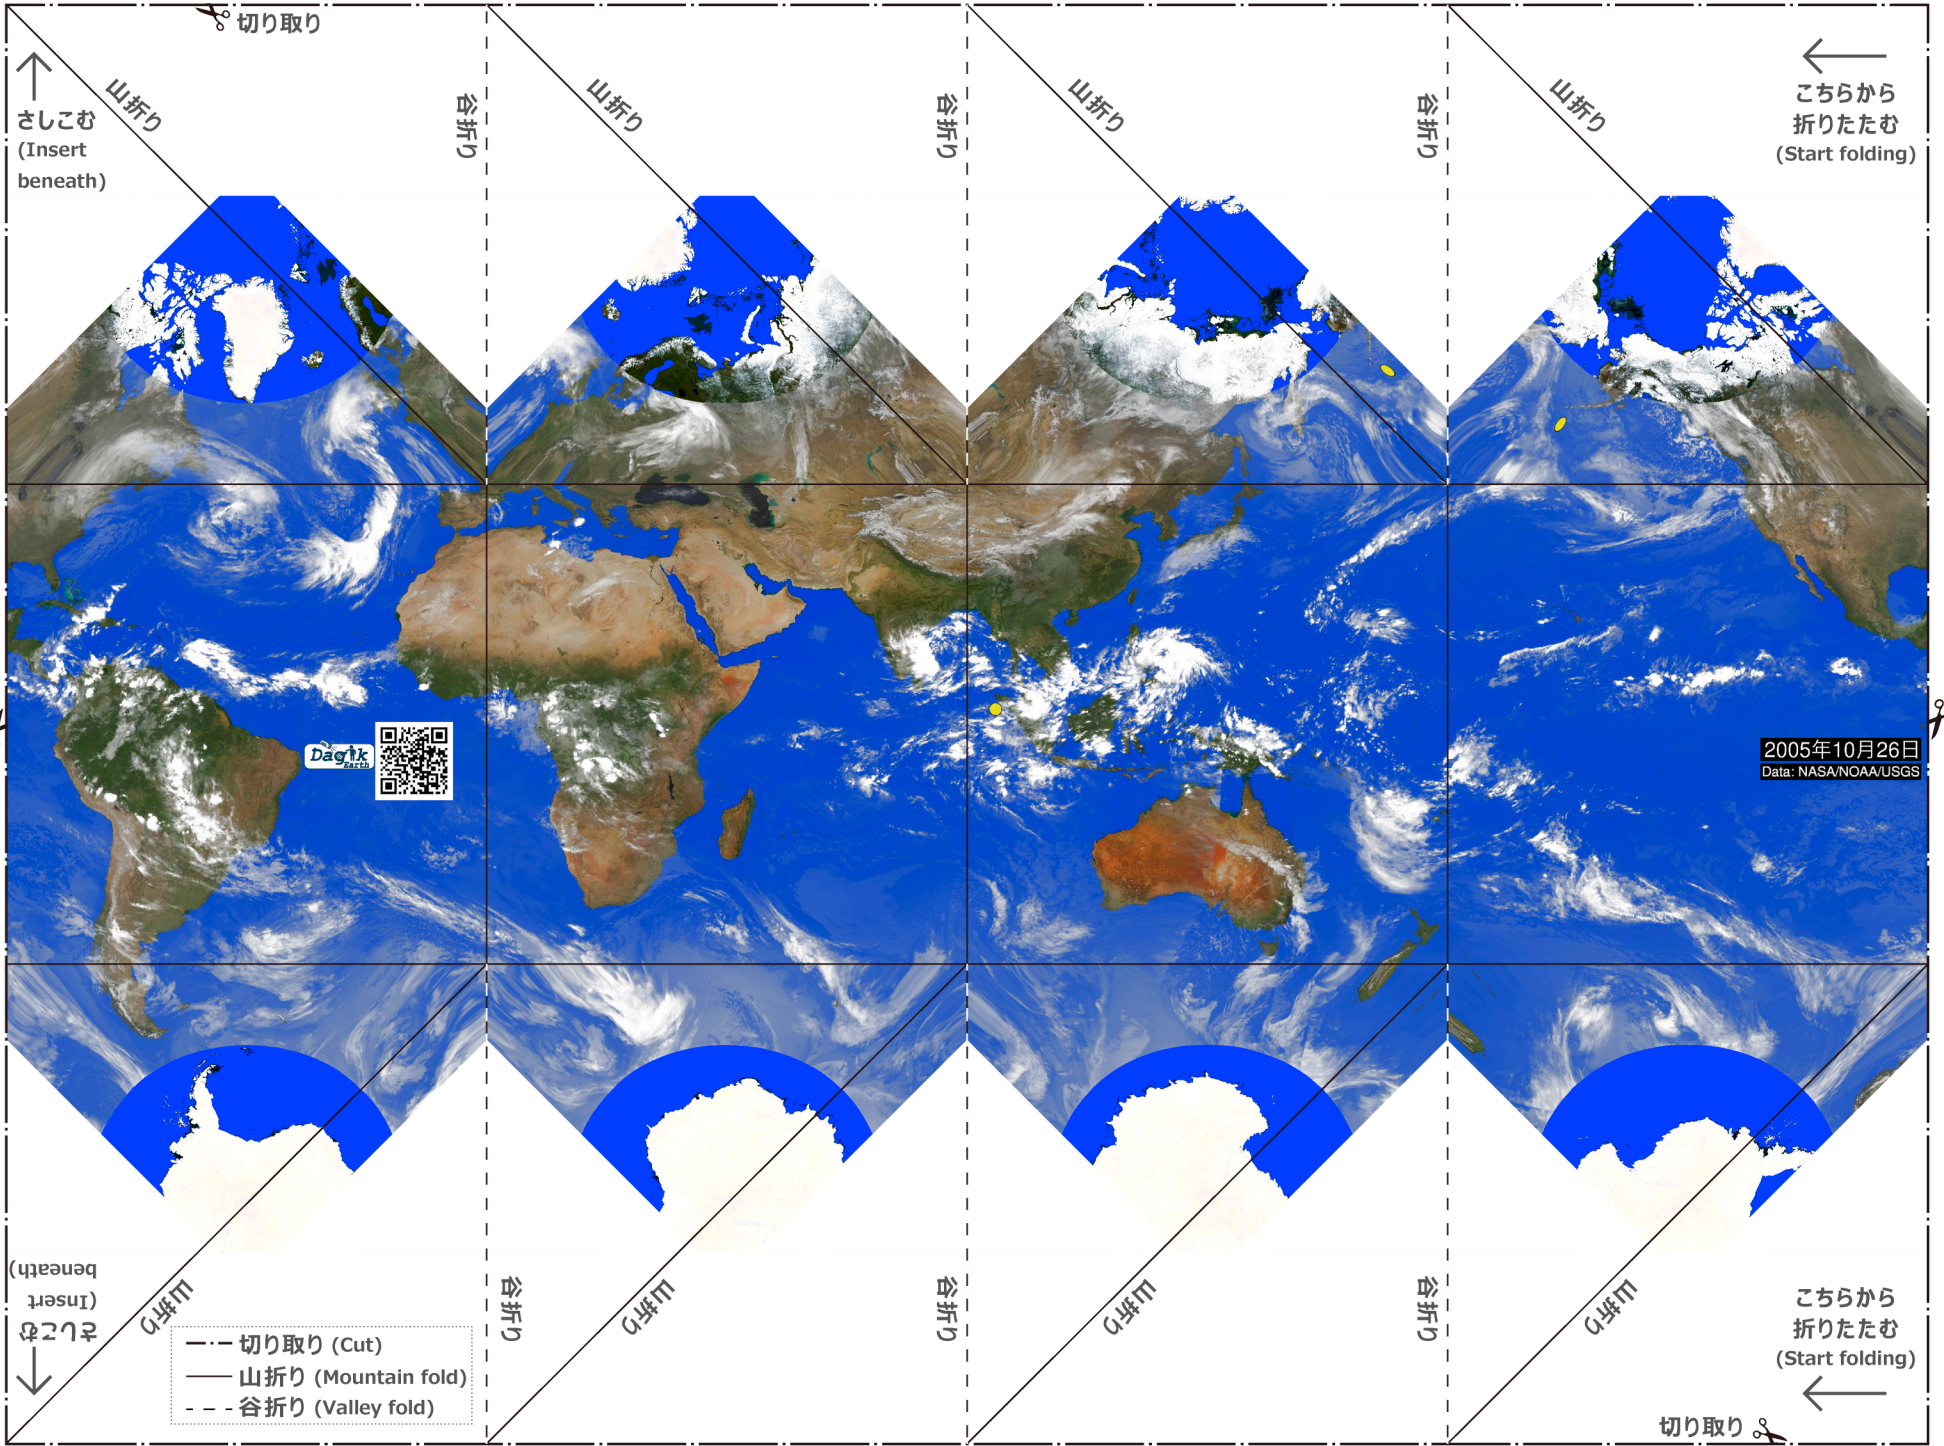 切り取り
山折り
谷折り
山折り
谷折り
山折り
谷折り
山折り
さしこむ
(Insert
beneath)
こちらから
折りたたむ
(Start folding)
Dagik
Earth
2005年10月26日
Data: NASA/NOAA/USGS
さしこむ
(Insert
beneath)
山折り
谷折り
山折り
谷折り
山折り
谷折り
山折り
こちらから
折りたたむ
(Start folding)
切り取り (Cut)
山折り (Mountain fold)
谷折り (Valley fold)
切り取り